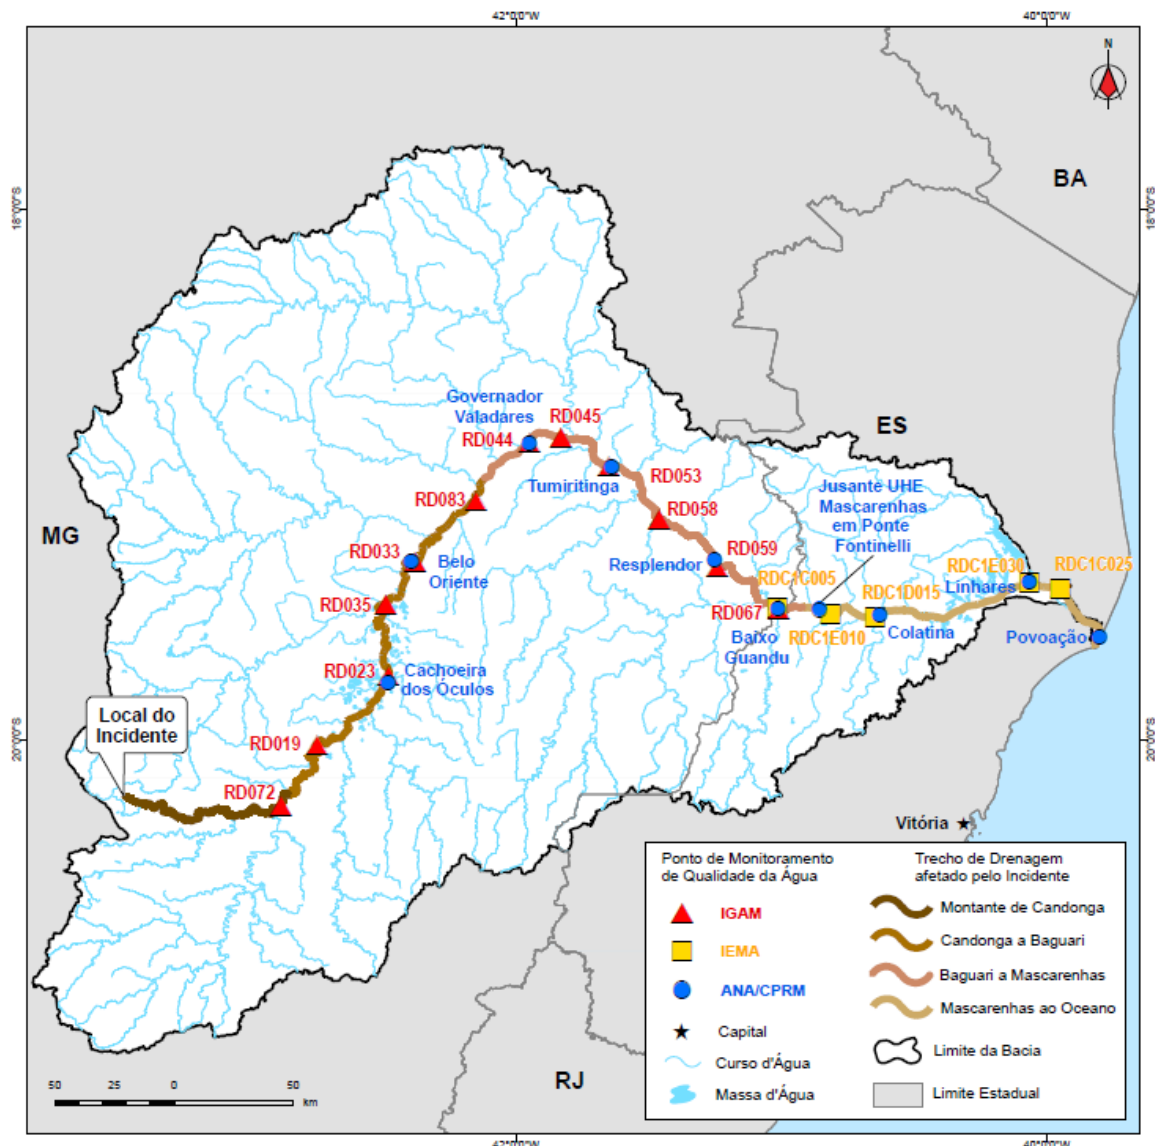 42°0'0"W
40°0'0"W
N
BA
18°0'0"S
18°0'0"S
Governador
Valadares
RD045
RD044
ES
Tumiritinga
RD053
Jusante UHE
Mascarenhas
em Ponte
Fontinelli
RD083
RD058
MG
RD033
Belo
Oriente
Resplendor
RD059
RDC1E030
RDC1C025
RDC1C005
RDC1D015
Linhares
RD035
RD067
Baixo
Guandu
RDC1E010
Colatina
Povoação
RD023
Cachoeira
dos Óculos
Local do
Incidente
RD019
20°0'0"S
20°0'0"S
RD072
Vitória
Ponto de Monitoramento
de Qualidade da Água
IGAM
IEMA
ANA/CPRM
Capital
Curso d'Água
Massa d'Água
Trecho de Drenagem
afetado pelo Incidente
Montante de Candonga
Candonga a Baguari
Baguari a Mascarenhas
Mascarenhas ao Oceano
Limite da Bacia
Limite Estadual
RJ
50 25 0 50
km
42°0'0"W
40°0'0"W